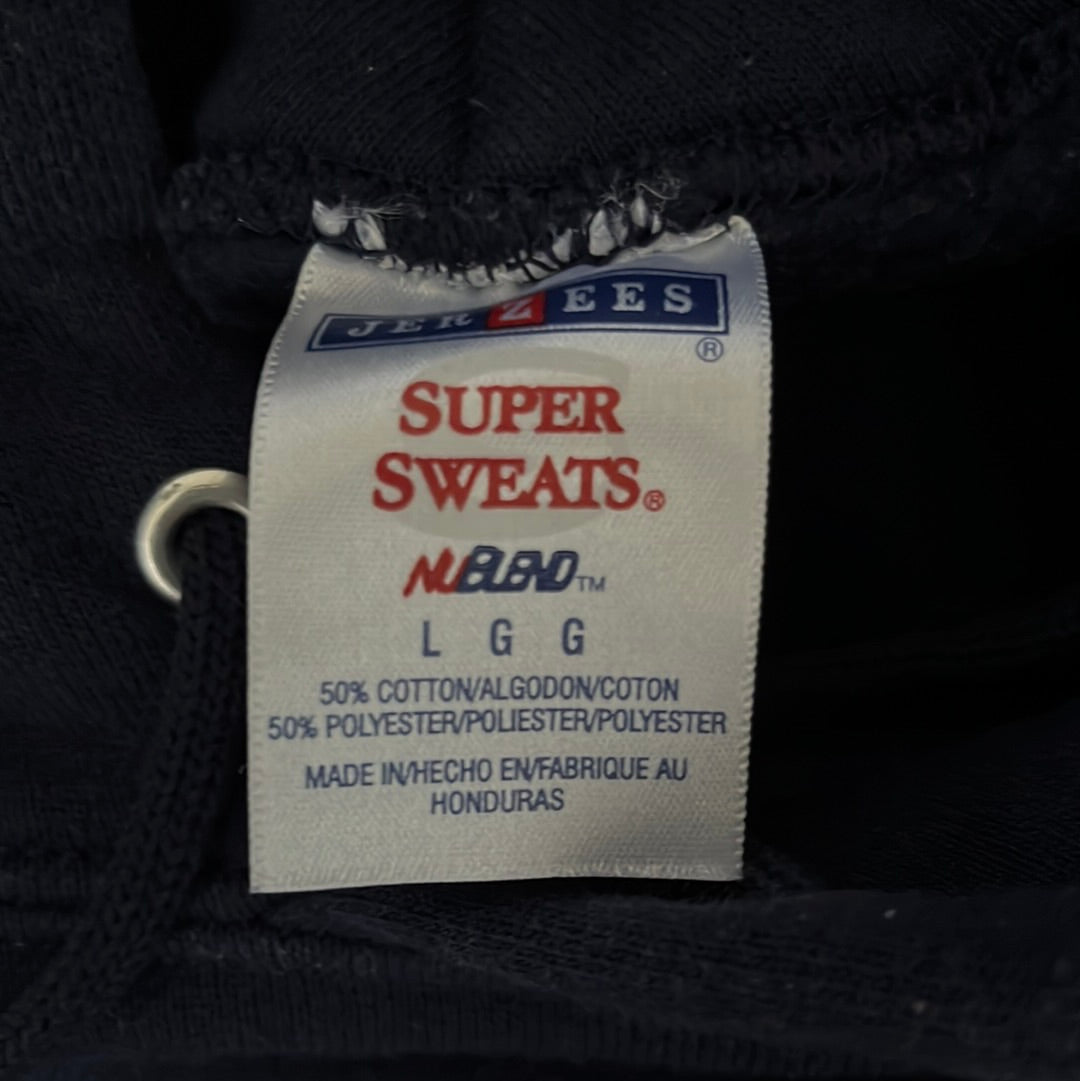 JERZEES
®
SUPER
SWEATS®
NUBLEND™
L G G
50% COTTON/ALGODON/COTON
50% POLYESTER/POLIESTER/POLYESTER
MADE IN/HECHO EN/FABRIQUE AU
HONDURAS